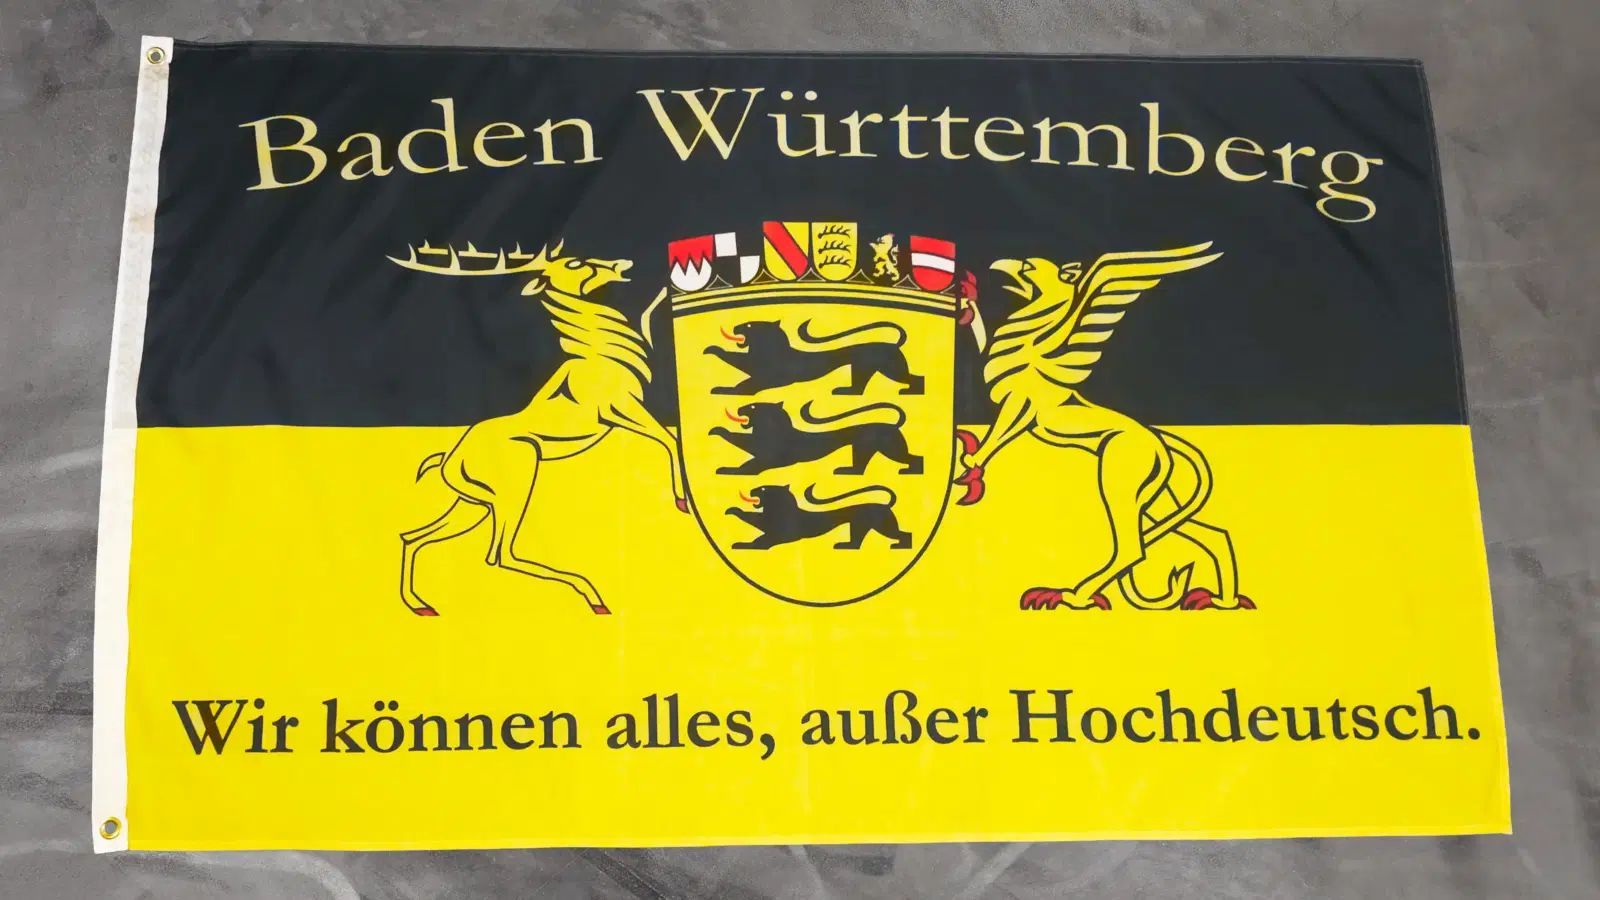 Baden Württemberg
Wir können alles, außer Hochdeutsch.